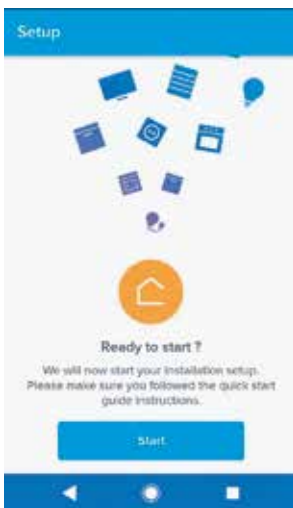 Setup
Ready to start ?
We will now start your installation setup.
Please make sure you followed the quick start
guide instructions.
Start